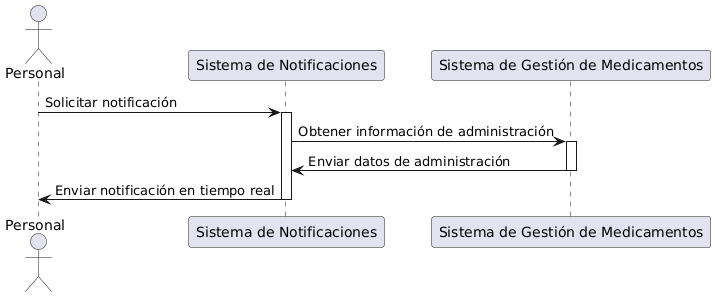 Personal
Sistema de Notificaciones
Sistema de Gestión de Medicamentos
Solicitar notificación
Obtener información de administración
Enviar datos de administración
Enviar notificación en tiempo real
Personal
Sistema de Notificaciones
Sistema de Gestión de Medicamentos